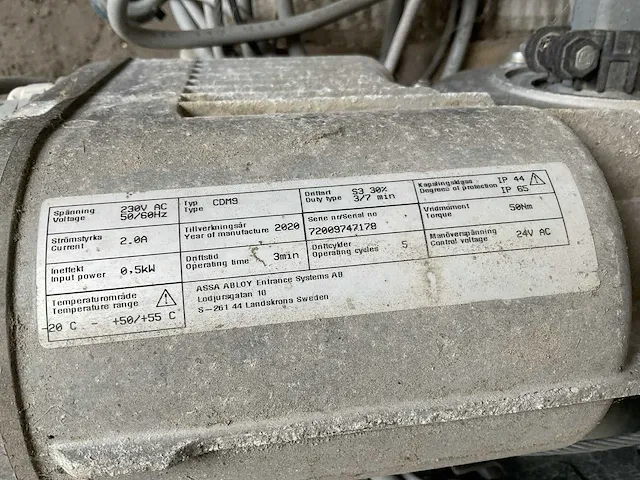 Spänning
Voltage
230V AC
50/60Hz
Typ
Type
CDM9
Driftart
Duty type
S3 30%
3/7 min
Kapslingsklass
Degrees of protection
IP 44
IP 65
Strömstyrka
Current
2.0A
Tillverkningsår
Year of manufacture
2020
Serie nr/Serial no
72009747178
Vridmoment
Torque
50Nm
Ineffekt
Input power
0,5kW
Driftstid
Operating time
3min
Driftcykler
Operating cycles
5
Manöverspänning
Control voltage
24V AC
Temperaturområde
Temperature range
-20 C - +50/+55 C
ASSA ABLOY Entrance Systems AB
Lodjursgatan 10
S-261 44 Landskrona Sweden